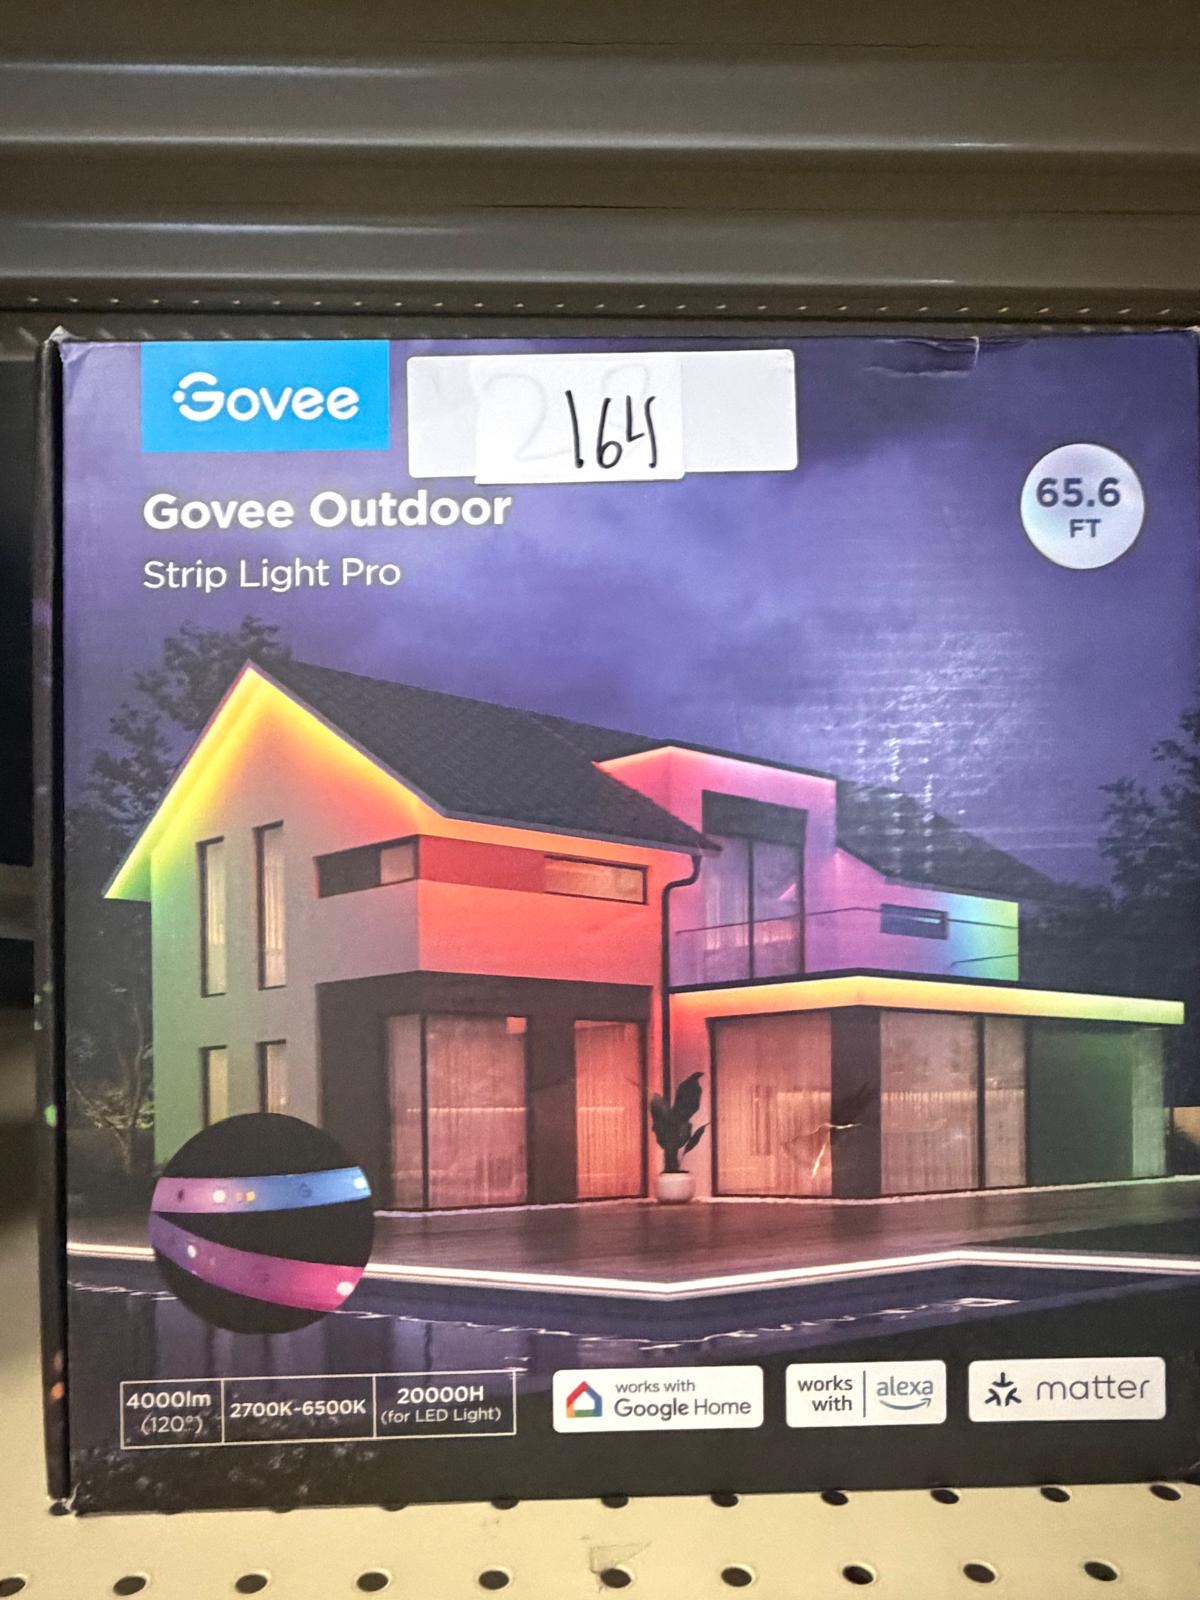 Govee
164
Govee Outdoor
Strip Light Pro
65.6
FT
4000lm
(120°)
2700K-6500K
20000H
(for LED Light)
works with
Google Home
works
with
alexa
matter